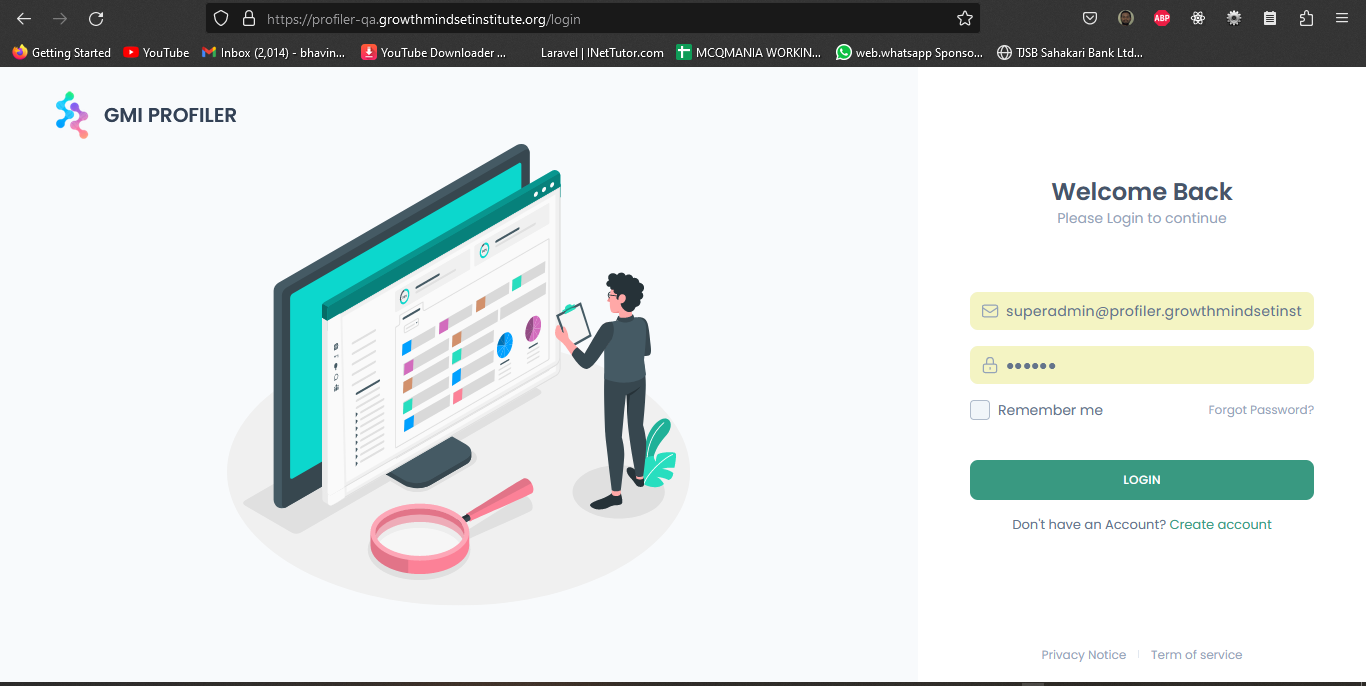 https://profiler-qa.growthmindsetinstitute.org/login
ABP
Getting Started
YouTube
Inbox (2,014) - bhavin...
YouTube Downloader ...
Laravel | INetTutor.com
MCQMANIA WORKIN...
web.whatsapp Sponso...
TJSB Sahakari Bank Ltd...
GMI PROFILER
Welcome Back
Please Login to continue
superadmin@profiler.growthmindsetinst
••••••
Remember me
Forgot Password?
LOGIN
Don't have an Account? Create account
Privacy Notice
Term of service